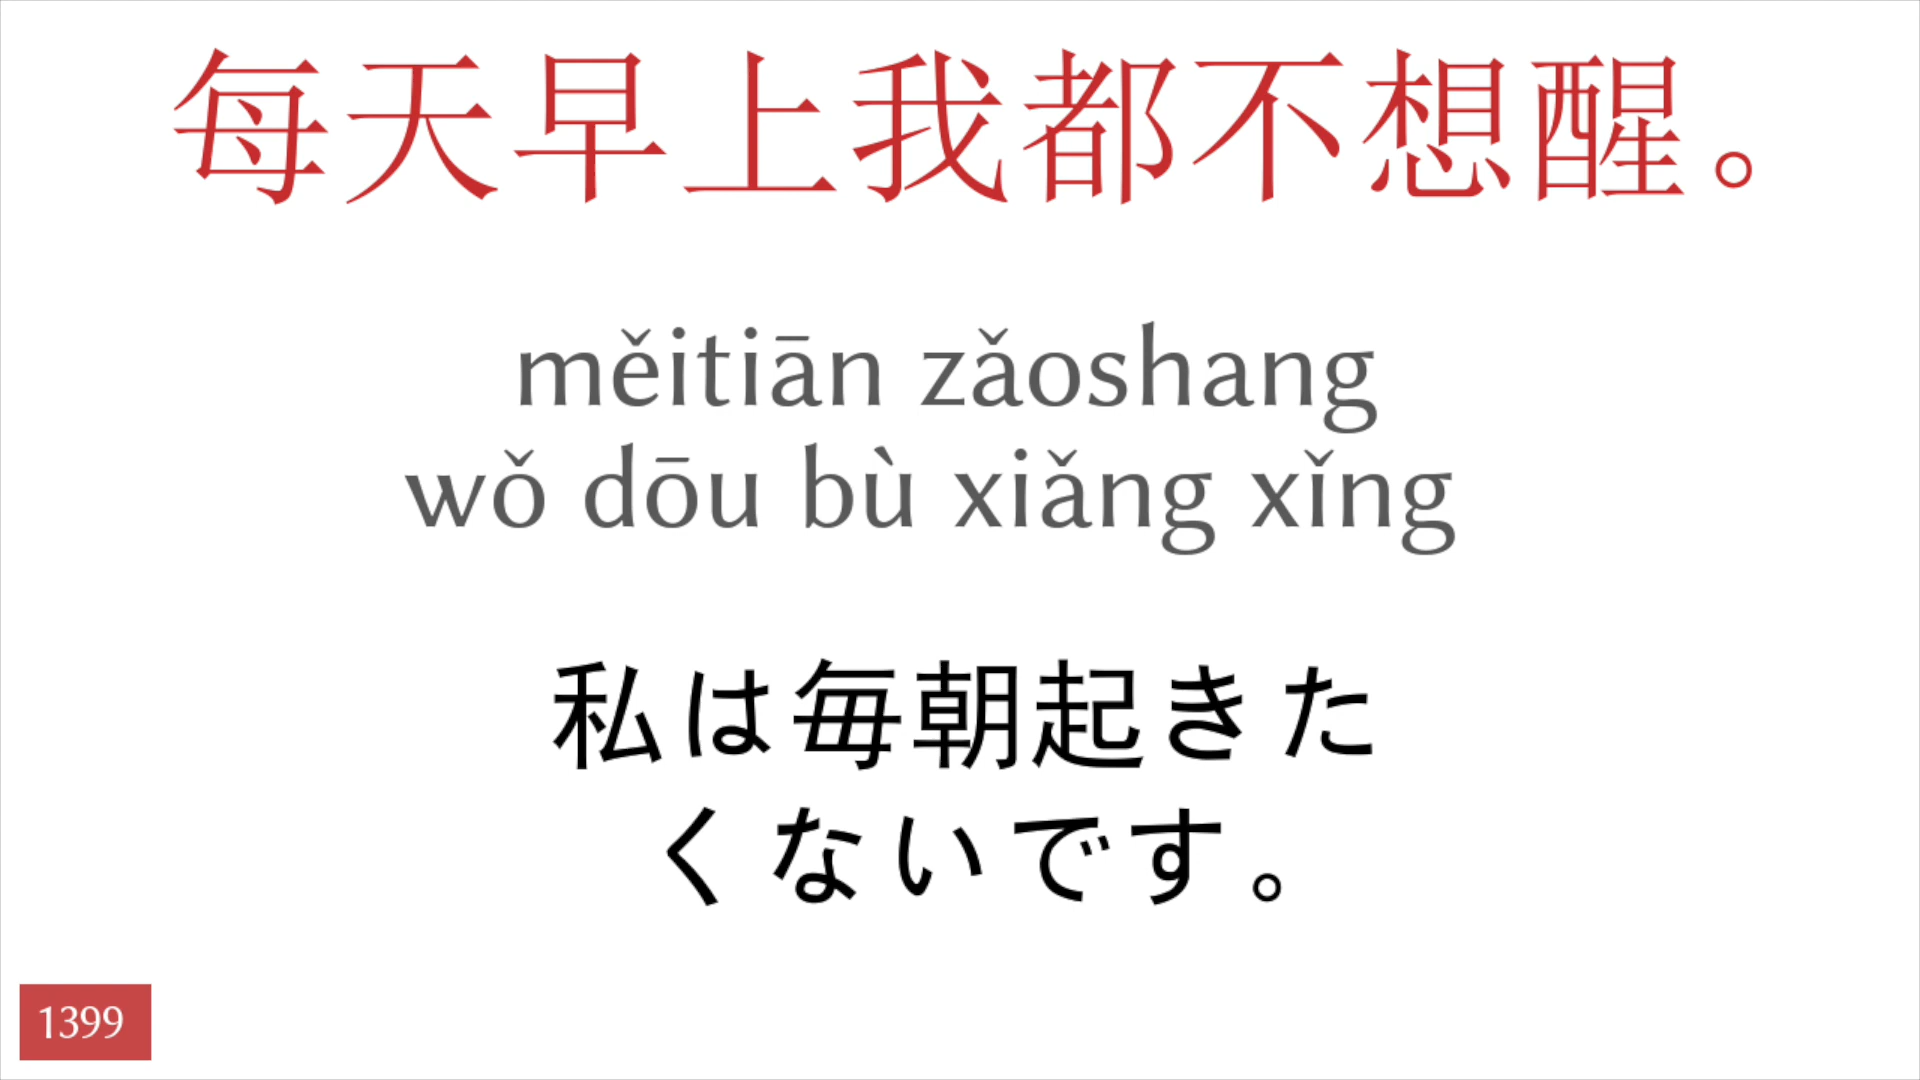 每天早上我都不想醒。
měitiān zǎoshang
wǒ dōu bù xiǎng xǐng
私は毎朝起きた
くないです。
1399